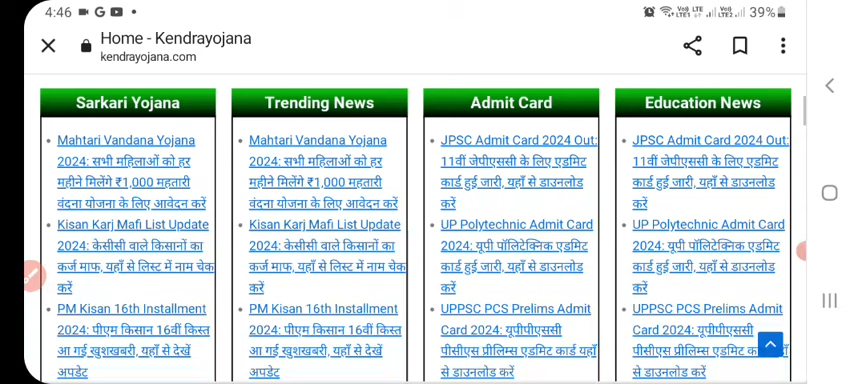 4:46
39%
Home - Kendrayojana
kendrayojana.com
Sarkari Yojana
Mahtari Vandana Yojana
2024: सभी महिलाओं को हर
महीने मिलेंगे ₹1,000 महतारी
वंदना योजना के लिए आवेदन करें
Kisan Karj Mafi List Update
2024: केसीसी वाले किसानों का
कर्ज माफ, यहाँ से लिस्ट में नाम चेक
करें
PM Kisan 16th Installment
2024: पीएम किसान 16वीं किस्त
आ गई खुशखबरी, यहाँ से देखें
अपडेट
Trending News
Mahtari Vandana Yojana
2024: सभी महिलाओं को हर
महीने मिलेंगे ₹1,000 महतारी
वंदना योजना के लिए आवेदन करें
Kisan Karj Mafi List Update
2024: केसीसी वाले किसानों का
कर्ज माफ, यहाँ से लिस्ट में नाम चेक
करें
PM Kisan 16th Installment
2024: पीएम किसान 16वीं किस्त
आ गई खुशखबरी, यहाँ से देखें
अपडेट
Admit Card
JPSC Admit Card 2024 Out:
11वीं जेपीएससी के लिए एडमिट
कार्ड हुई जारी, यहाँ से डाउनलोड
करें
UP Polytechnic Admit Card
2024: यूपी पॉलिटेक्निक एडमिट
कार्ड हुई जारी, यहाँ से डाउनलोड
करें
UPPSC PCS Prelims Admit
Card 2024: यूपीपीएससी
पीसीएस प्रीलिम्स एडमिट कार्ड यहाँ
से डाउनलोड करें
Education News
JPSC Admit Card 2024 Out:
11वीं जेपीएससी के लिए एडमिट
कार्ड हुई जारी, यहाँ से डाउनलोड
करें
UP Polytechnic Admit Card
2024: यूपी पॉलिटेक्निक एडमिट
कार्ड हुई जारी, यहाँ से डाउनलोड
करें
UPPSC PCS Prelims Admit
Card 2024: यूपीपीएससी
पीसीएस प्रीलिम्स एडमिट
से डाउनलोड करें